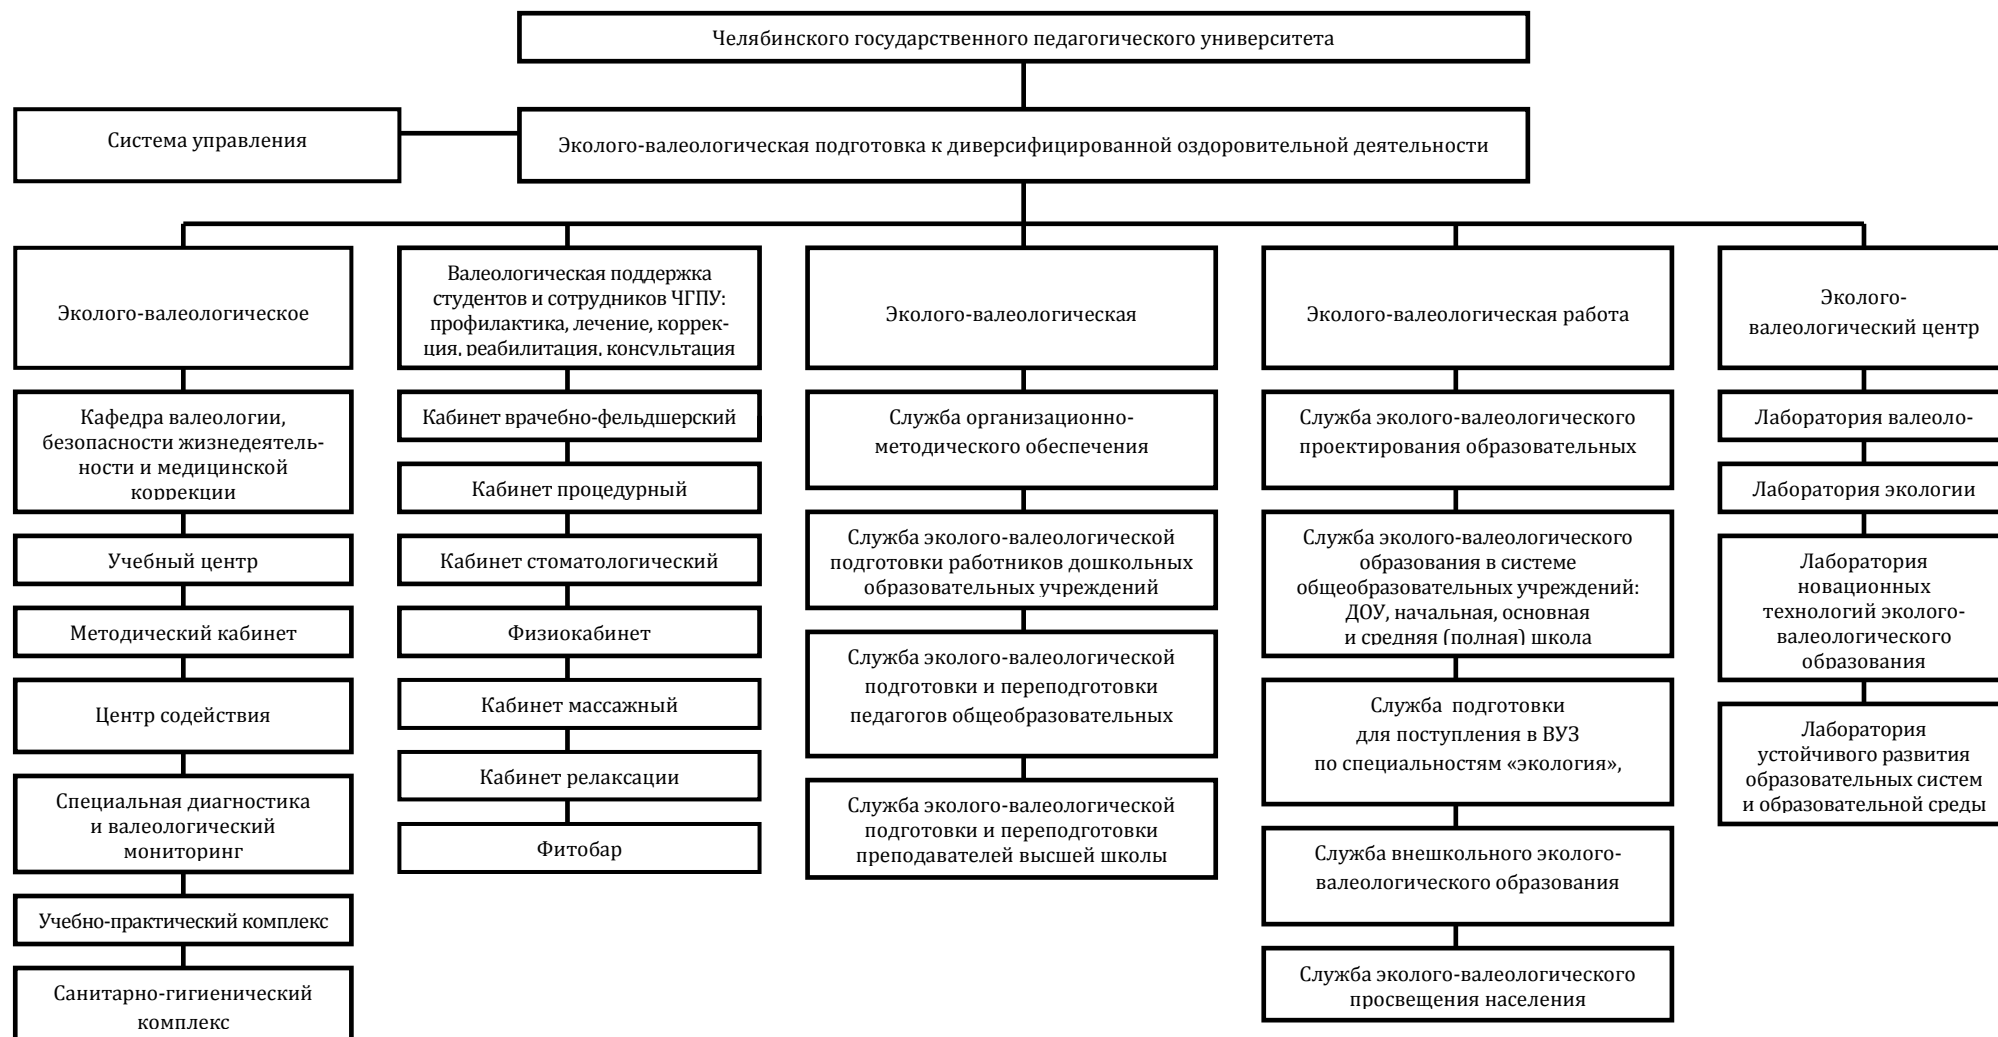 Челябинского государственного педагогического университета
Система управления
Эколого-валеологическая подготовка к диверсифицированной оздоровительной деятельности
Эколого-валеологическое
Кафедра валеологии,
безопасности жизнедеятель-
ности и медицинской
коррекции
Учебный центр
Методический кабинет
Центр содействия
Специальная диагностика
и валеологический
мониторинг
Учебно-практический комплекс
Санитарно-гигиенический
комплекс
Валеологическая поддержка
студентов и сотрудников ЧГПУ:
профилактика, лечение, коррек-
ция, реабилитация, консультация
Кабинет врачебно-фельдшерский
Кабинет процедурный
Кабинет стоматологический
Физиокабинет
Кабинет массажный
Кабинет релаксации
Фитобар
Эколого-валеологическая
Служба организационно-
методического обеспечения
Служба эколого-валеологической
подготовки работников дошкольных
образовательных учреждений
Служба эколого-валеологической
подготовки и переподготовки
педагогов общеобразовательных
Служба эколого-валеологической
подготовки и переподготовки
преподавателей высшей школы
Эколого-валеологическая работа
Служба эколого-валеологического
проектирования образовательных
Служба эколого-валеологического
образования в системе
общеобразовательных учреждений:
ДОУ, начальная, основная
и средняя (полная) школа
Служба подготовки
для поступления в ВУЗ
по специальностям «экология»,
Служба внешкольного эколого-
валеологического образования
Служба эколого-валеологического
просвещения населения
Эколого-
валеологический центр
Лаборатория валеоло-
Лаборатория экологии
Лаборатория
новационных
технологий эколого-
валеологического
образования
Лаборатория
устойчивого развития
образовательных систем
и образовательной среды